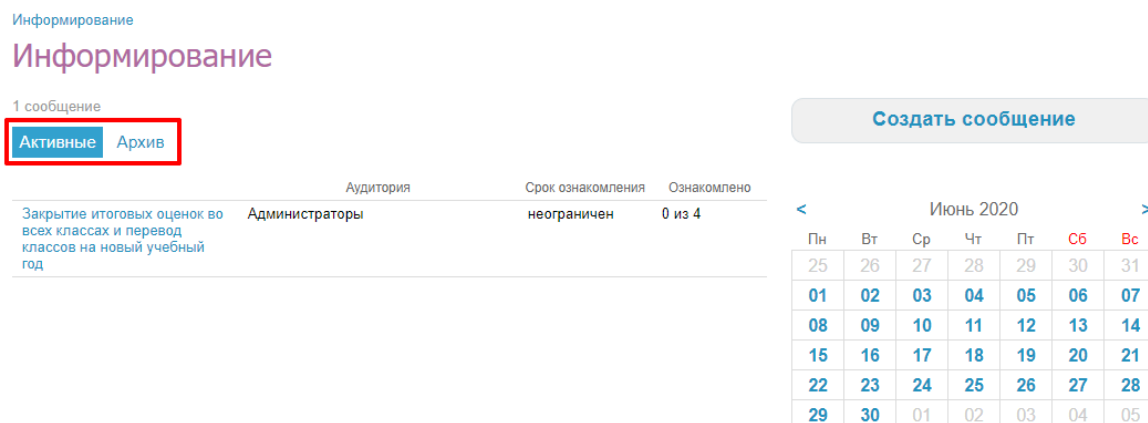 Информирование
Информирование
1 сообщение
Активные Архив
Аудитория Срок ознакомления Ознакомлено
Закрытие итоговых оценок во Администраторы неограничен 0 из 4
всех классах и перевод
классов на новый учебный
год
Создать сообщение
< Июнь 2020 >
Пн Вт Ср Чт Пт Сб Вс
25 26 27 28 29 30 31
01 02 03 04 05 06 07
08 09 10 11 12 13 14
15 16 17 18 19 20 21
22 23 24 25 26 27 28
29 30 01 02 03 04 05